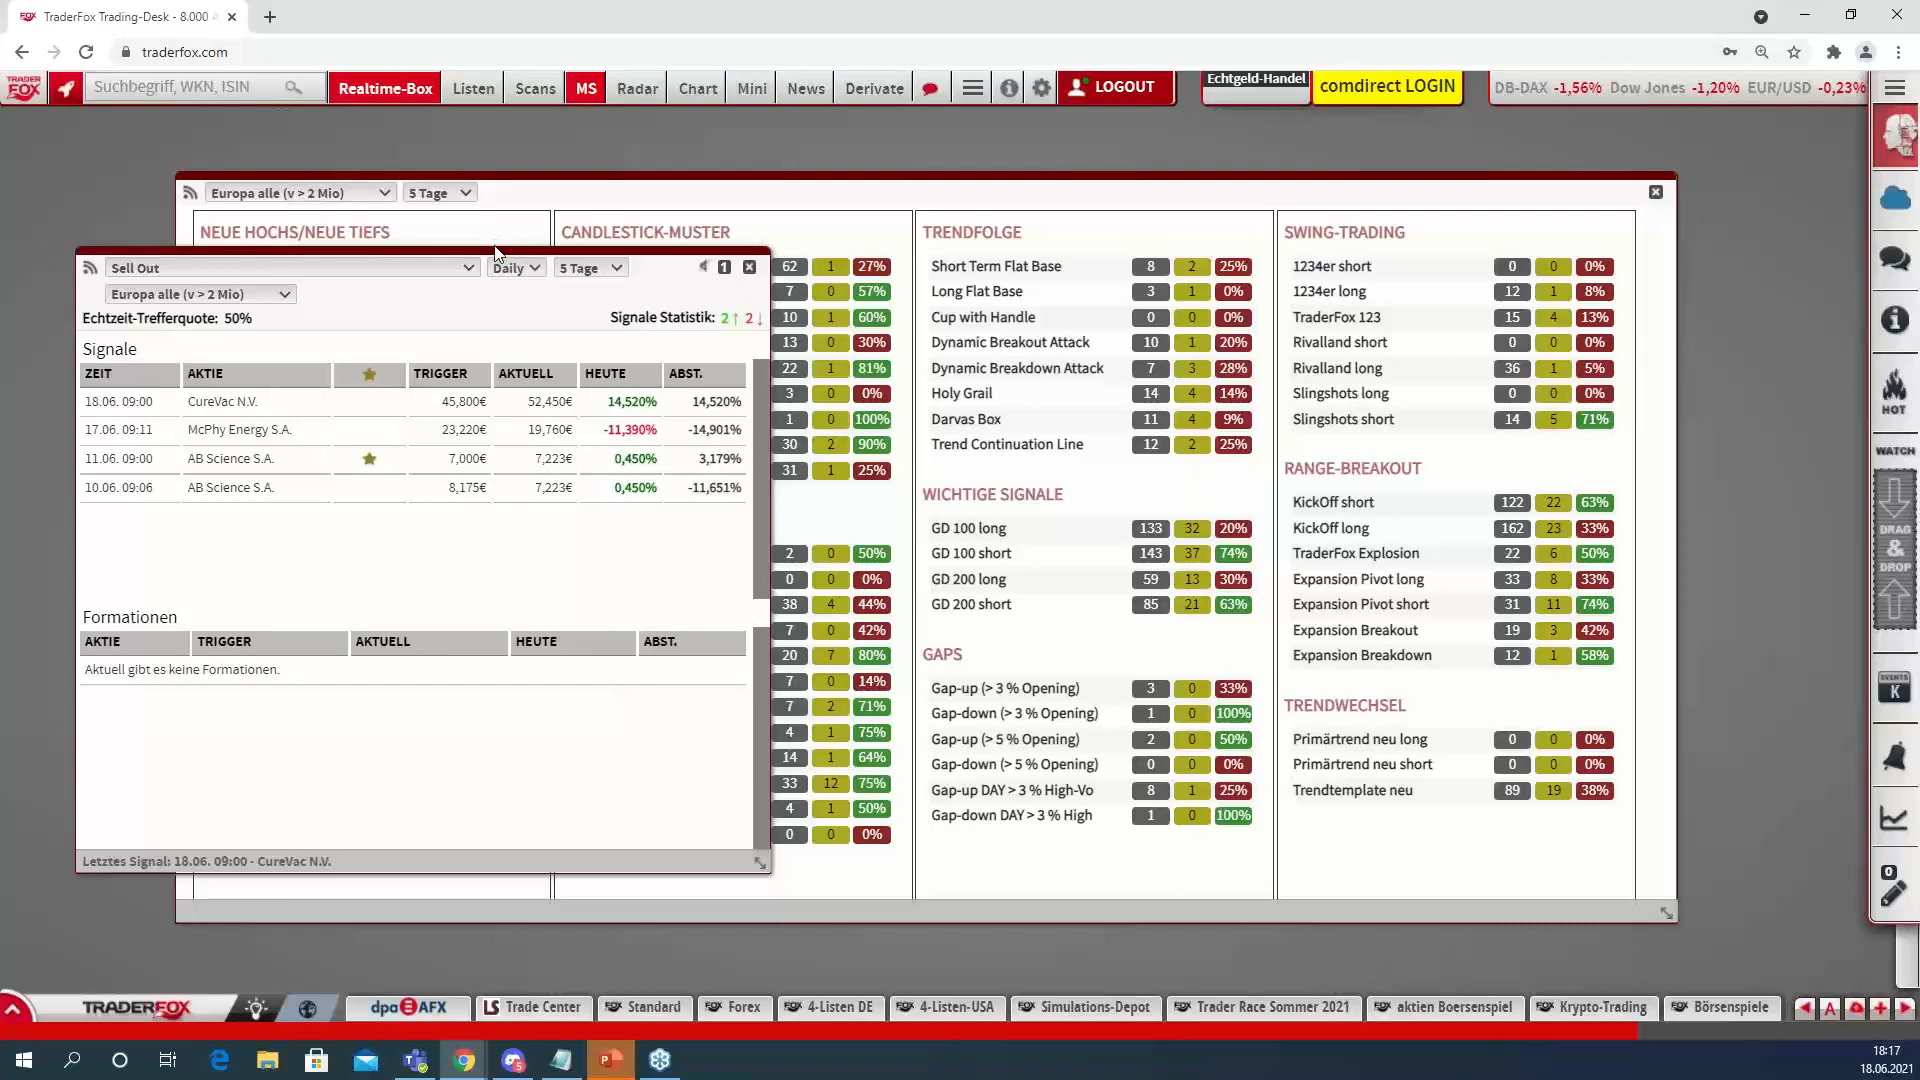 TraderFox Trading-Desk - 8.000
traderfox.com
TRADER FOX
Suchbegriff, WKN, ISIN
Realtime-Box
Listen
Scans
MS
Radar
Chart
Mini
News
Derivate
LOGOUT
Echtgeld-Handel
comdirect LOGIN
DB-DAX -1,56% Dow Jones -1,20% EUR/USD -0,23%
Europa alle (v > 2 Mio)
5 Tage
NEUE HOCHS/NEUE TIEFS
CANDLESTICK-MUSTER
TRENDFOLGE
SWING-TRADING
Sell Out
Daily
5 Tage
1
Europa alle (v > 2 Mio)
Echtzeit-Trefferquote: 50%
Signale Statistik: 2↑ 2↓
Signale
ZEIT AKTIE TRIGGER AKTUELL HEUTE ABST.
18.06. 09:00 CureVac N.V. 45,800€ 52,450€ 14,520% 14,520%
17.06. 09:11 McPhy Energy S.A. 23,220€ 19,760€ -11,390% -14,901%
11.06. 09:00 AB Science S.A. 7,000€ 7,223€ 0,450% 3,179%
10.06. 09:06 AB Science S.A. 8,175€ 7,223€ 0,450% -11,651%
Formationen
AKTIE TRIGGER AKTUELL HEUTE ABST.
Aktuell gibt es keine Formationen.
Letztes Signal: 18.06. 09:00 - CureVac N.V.
62 1 27%
7 0 57%
10 1 60%
13 0 30%
22 1 81%
3 0 0%
1 0 100%
30 2 90%
31 1 25%
2 0 50%
0 0 0%
38 4 44%
7 0 42%
20 7 80%
7 0 14%
7 2 71%
4 1 75%
14 1 64%
33 12 75%
4 1 50%
0 0 0%
Short Term Flat Base 8 2 25%
Long Flat Base 3 1 0%
Cup with Handle 0 0 0%
Dynamic Breakout Attack 10 1 20%
Dynamic Breakdown Attack 7 3 28%
Holy Grail 14 4 14%
Darvas Box 11 4 9%
Trend Continuation Line 12 2 25%
WICHTIGE SIGNALE
GD 100 long 133 32 20%
GD 100 short 143 37 74%
GD 200 long 59 13 30%
GD 200 short 85 21 63%
GAPS
Gap-up (> 3 % Opening) 3 0 33%
Gap-down (> 3 % Opening) 1 0 100%
Gap-up (> 5 % Opening) 2 0 50%
Gap-down (> 5 % Opening) 0 0 0%
Gap-up DAY > 3 % High-Vo 8 1 25%
Gap-down DAY > 3 % High 1 0 100%
1234er short 0 0 0%
1234er long 12 1 8%
TraderFox 123 15 4 13%
Rivalland short 0 0 0%
Rivalland long 36 1 5%
Slingshots long 0 0 0%
Slingshots short 14 5 71%
RANGE-BREAKOUT
KickOff short 122 22 63%
KickOff long 162 23 33%
TraderFox Explosion 22 6 50%
Expansion Pivot long 33 8 33%
Expansion Pivot short 31 11 74%
Expansion Breakout 19 3 42%
Expansion Breakdown 12 1 58%
TRENDWECHSEL
Primärtrend neu long 0 0 0%
Primärtrend neu short 0 0 0%
Trendtemplate neu 89 19 38%
HOT
WATCH
DRAG
&
DROP
EVENTS
K
0
TRADERFOX
dpa AFX
LS Trade Center
FOX Standard
FOX Forex
FOX 4-Listen DE
FOX 4-Listen-USA
FOX Simulations-Depot
FOX Trader Race Sommer 2021
FOX aktien Boersenspiel
FOX Krypto-Trading
FOX Börsenspiele
A
18:17
18.06.2021